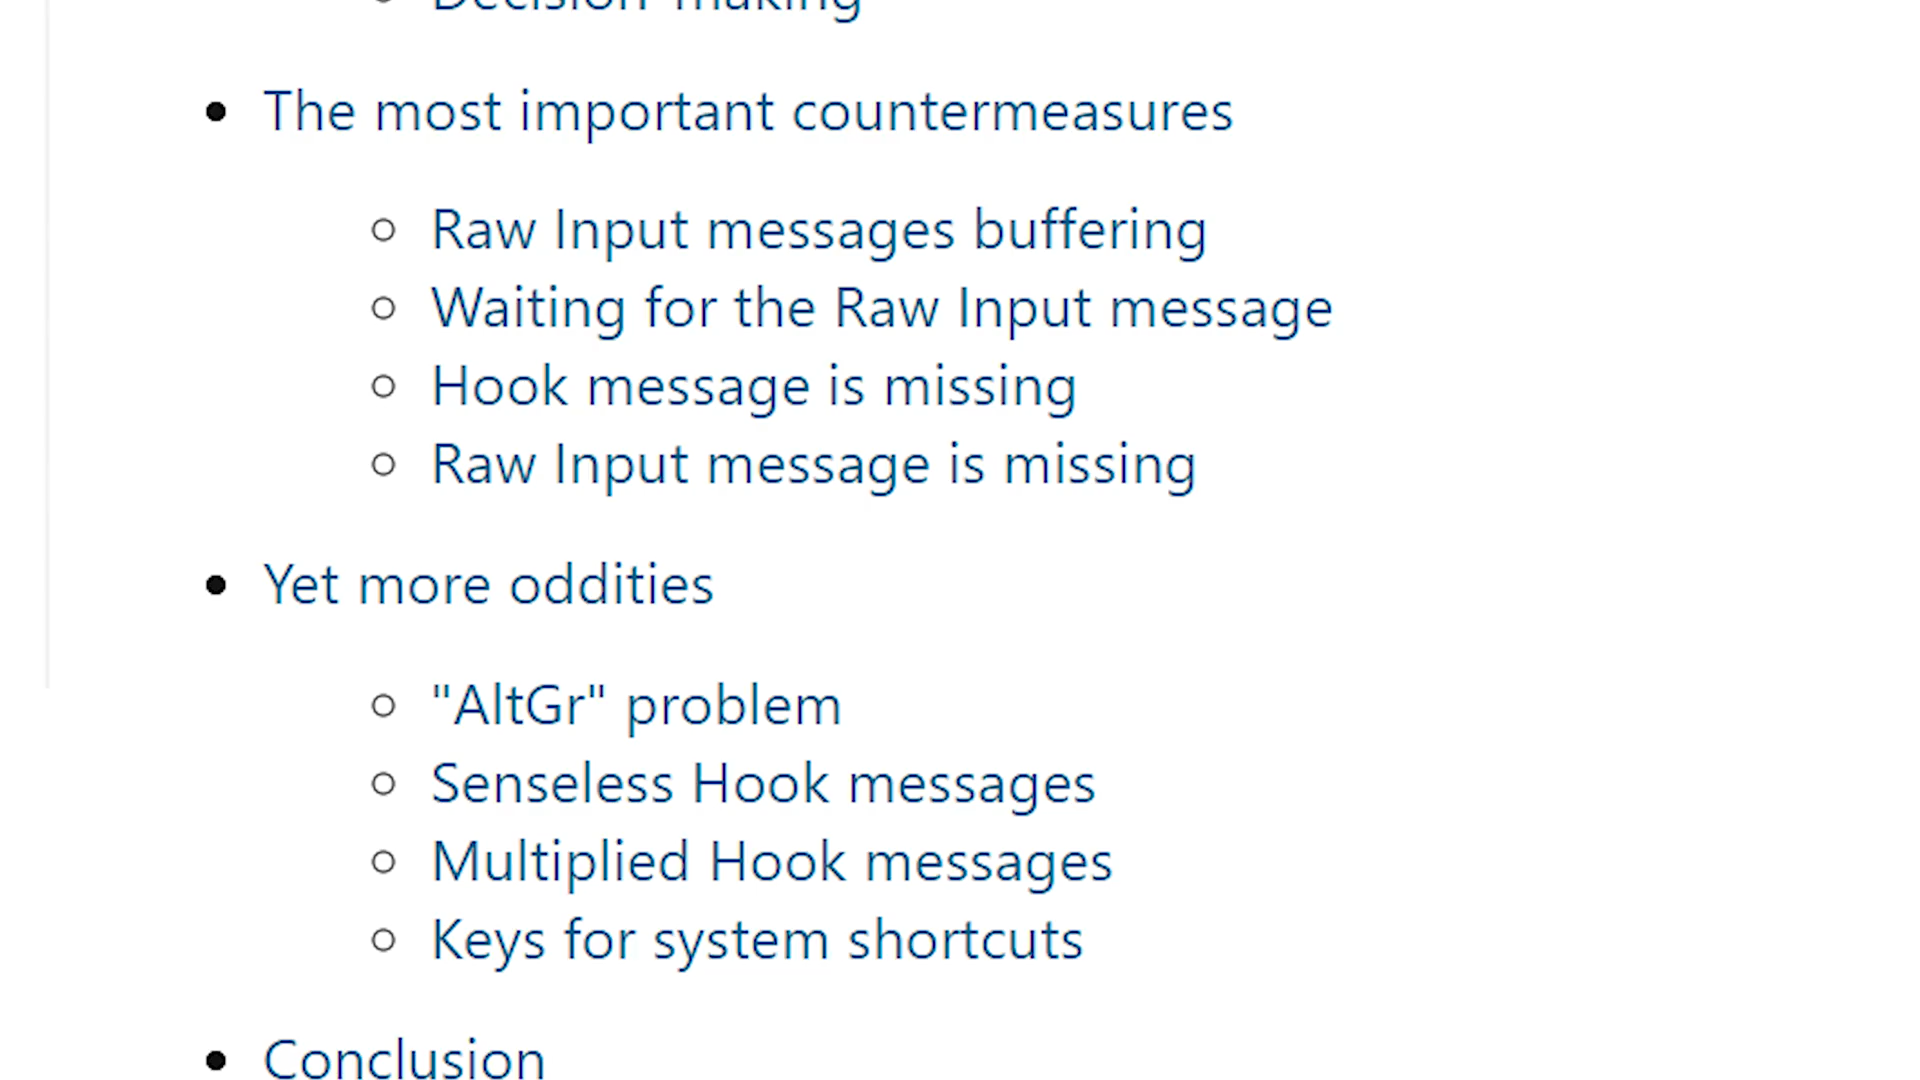 Decision-making
The most important countermeasures
Raw Input messages buffering
Waiting for the Raw Input message
Hook message is missing
Raw Input message is missing
Yet more oddities
"AltGr" problem
Senseless Hook messages
Multiplied Hook messages
Keys for system shortcuts
Conclusion